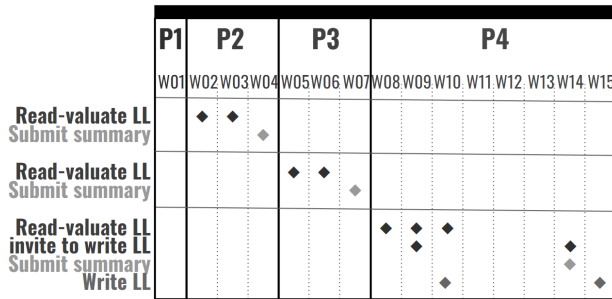 P1 P2 P3 P4
W01 W02 W03 W04 W05 W06 W07 W08 W09 W10 W11 W12 W13 W14 W15
Read-valuate LL
Submit summary
Read-valuate LL
Submit summary
Read-valuate LL
invite to write LL
Submit summary
Write LL